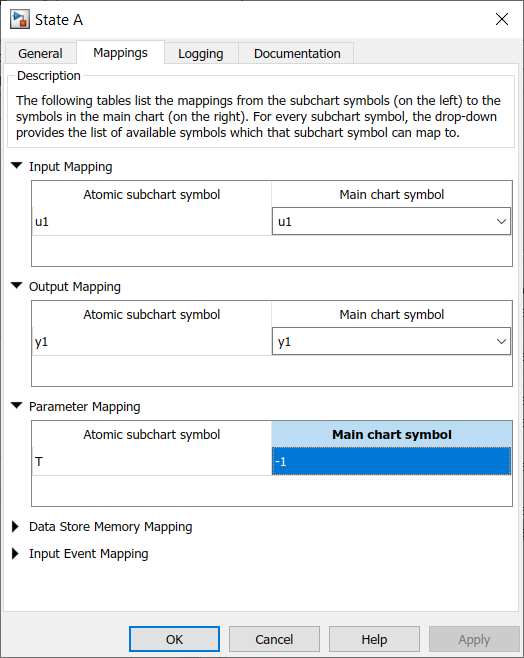 State A
General Mappings Logging Documentation
Description
The following tables list the mappings from the subchart symbols (on the left) to the
symbols in the main chart (on the right). For every subchart symbol, the drop-down
provides the list of available symbols which that subchart symbol can map to.
Input Mapping
Atomic subchart symbol Main chart symbol
u1 u1
Output Mapping
Atomic subchart symbol Main chart symbol
y1 y1
Parameter Mapping
Atomic subchart symbol Main chart symbol
T -1
Data Store Memory Mapping
Input Event Mapping
OK Cancel Help Apply